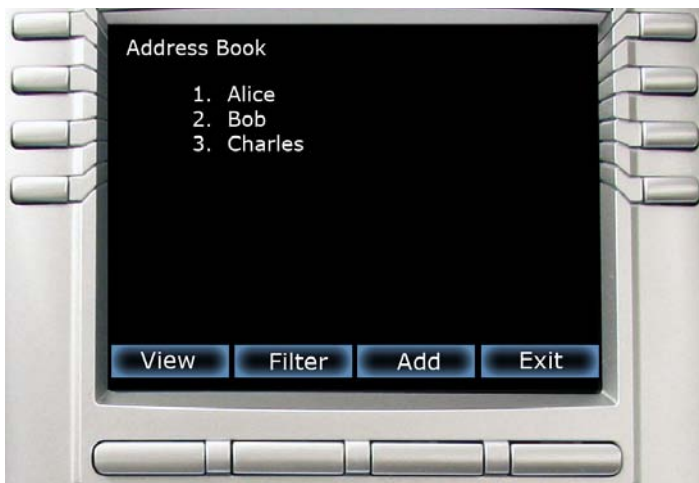 Address Book
1. Alice
2. Bob
3. Charles
View Filter Add Exit